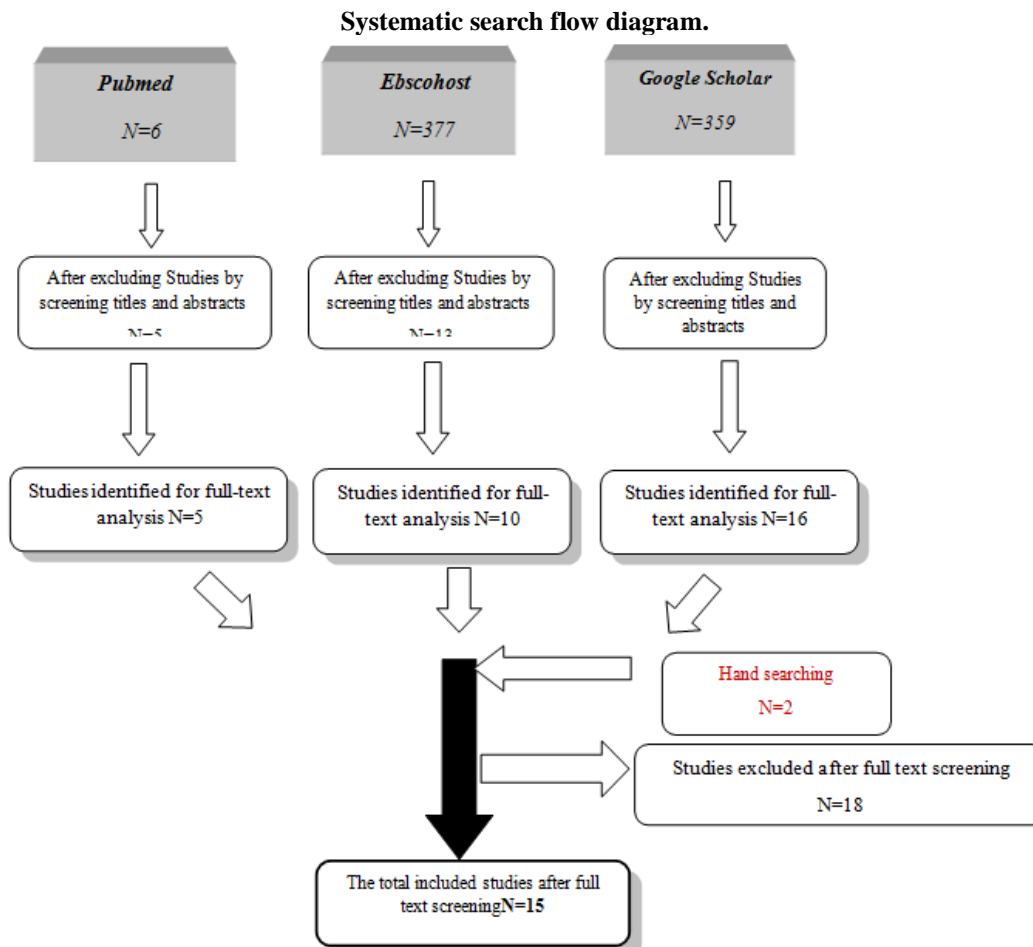 Systematic search flow diagram.
Pubmed
N=6
Ebscohost
N=377
Google Scholar
N=359
After excluding Studies by
screening titles and abstracts
N=5
After excluding Studies by
screening titles and abstracts
N=13
After excluding Studies
by screening titles and
abstracts
Studies identified for full-text
analysis N=5
Studies identified for full-
text analysis N=10
Studies identified for full-
text analysis N=16
Hand searching
N=2
Studies excluded after full text screening
N=18
The total included studies after full
text screeningN=15